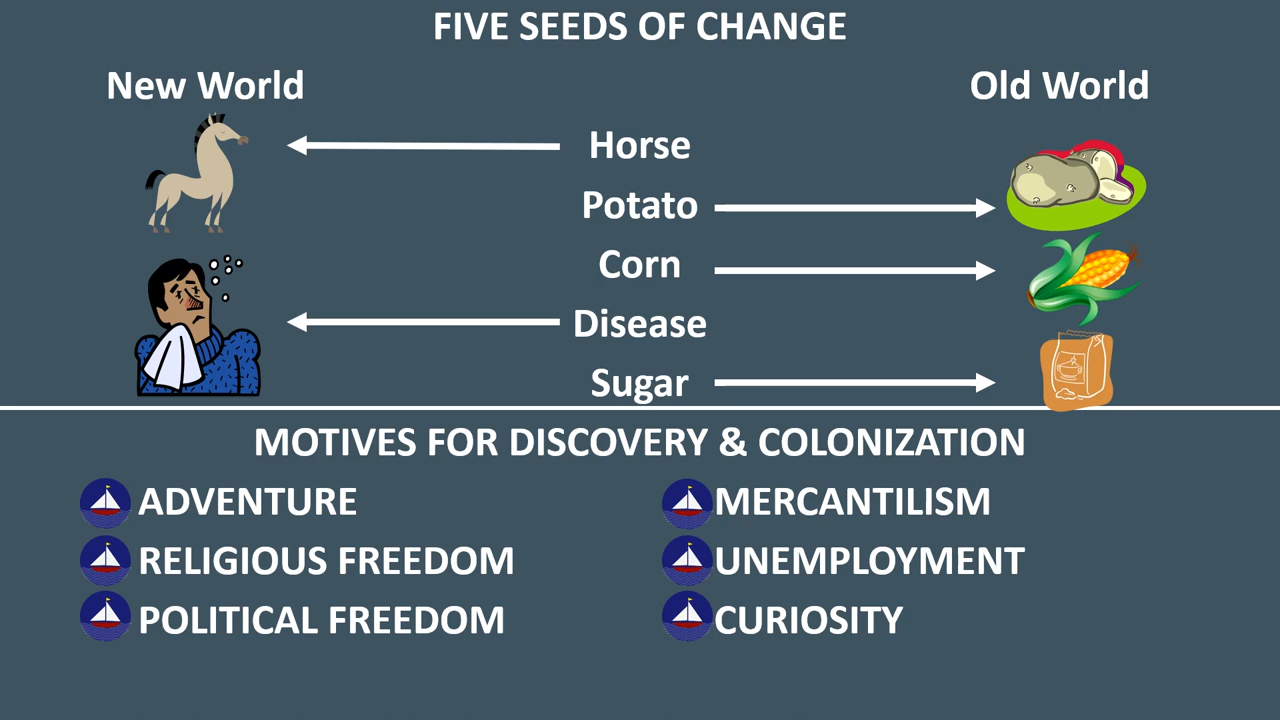 FIVE SEEDS OF CHANGE
New World
Old World
Horse
Potato
Corn
Disease
Sugar
MOTIVES FOR DISCOVERY & COLONIZATION
ADVENTURE
RELIGIOUS FREEDOM
POLITICAL FREEDOM
MERCANTILISM
UNEMPLOYMENT
CURIOSITY